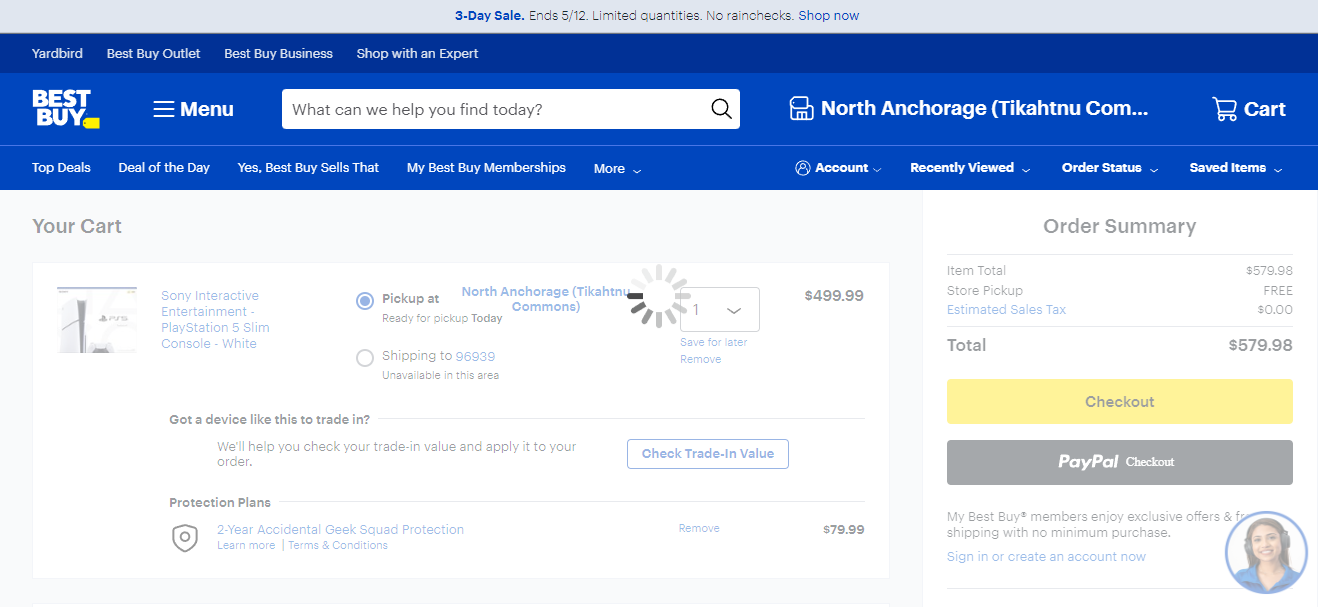 3-Day Sale. Ends 5/12. Limited quantities. No rainchecks. Shop now
Yardbird Best Buy Outlet Best Buy Business Shop with an Expert
BEST
BUY
Menu
What can we help you find today?
North Anchorage (Tikahtnu Com...
Cart
Top Deals Deal of the Day Yes, Best Buy Sells That My Best Buy Memberships More
Account Recently Viewed Order Status Saved Items
Your Cart
Sony Interactive
Entertainment -
PlayStation 5 Slim
Console - White
Pickup at
North Anchorage (Tikahtnu
Commons)
Ready for pickup Today
Shipping to 96939
Unavailable in this area
1
Save for later
Remove
$499.99
Got a device like this to trade in?
We'll help you check your trade-in value and apply it to your
order.
Check Trade-In Value
Protection Plans
2-Year Accidental Geek Squad Protection
Learn more | Terms & Conditions
Remove
$79.99
Order Summary
Item Total $579.98
Store Pickup FREE
Estimated Sales Tax $0.00
Total $579.98
Checkout
PayPal Checkout
My Best Buy® members enjoy exclusive offers &
shipping with no minimum purchase.
Sign in or create an account now